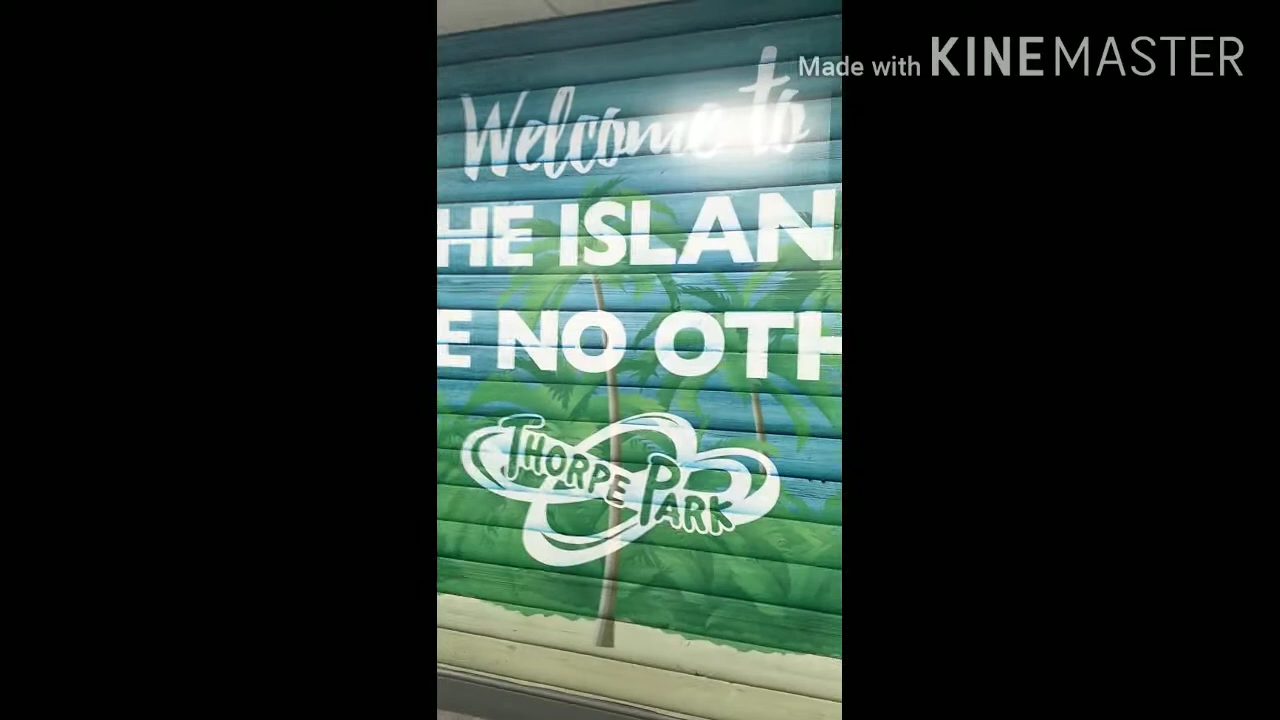 Made with KINEMASTER
Welcome to
HE ISLAN
E NO OTH
THORPE PARK